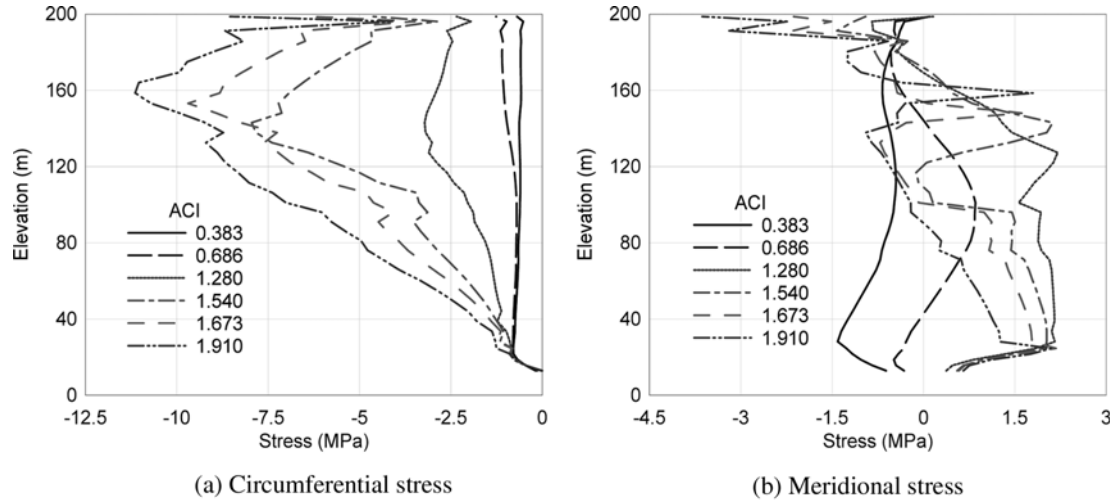 200
160
120
80
40
0
Elevation (m)
ACI
0.383
0.686
1.280
1.540
1.673
1.910
-12.5 -10 -7.5 -5 -2.5 0
Stress (MPa)
(a) Circumferential stress
200
160
120
80
40
0
Elevation (m)
ACI
0.383
0.686
1.280
1.540
1.673
1.910
-4.5 -3 -1.5 0 1.5 3
Stress (MPa)
(b) Meridional stress